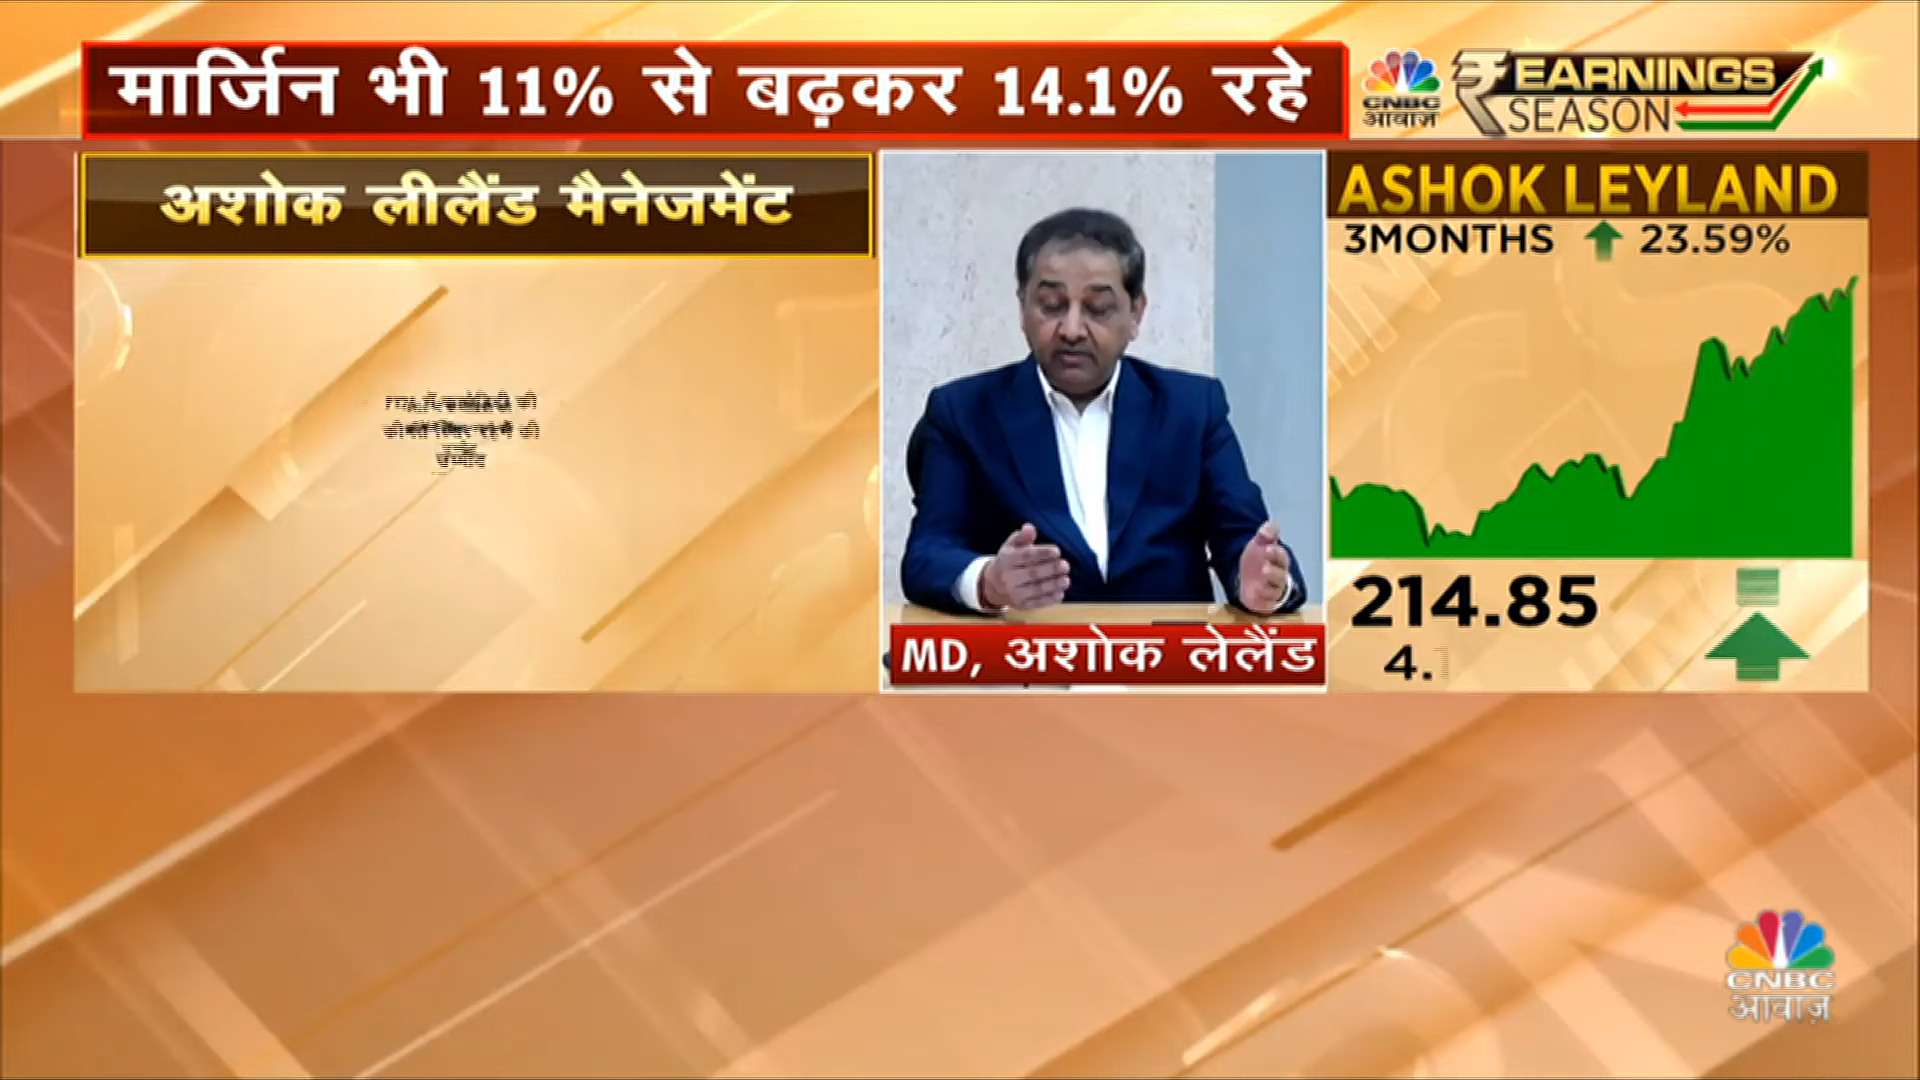 मार्जिन भी 11% से बढ़कर 14.1% रहे
CNBC
आवाज़
EARNINGS
SEASON
अशोक लीलैंड मैनेजमेंट
की
की
ASHOK LEYLAND
3MONTHS 23.59%
MD, अशोक लेलैंड
214.85
4.
CNBC
आवाज़